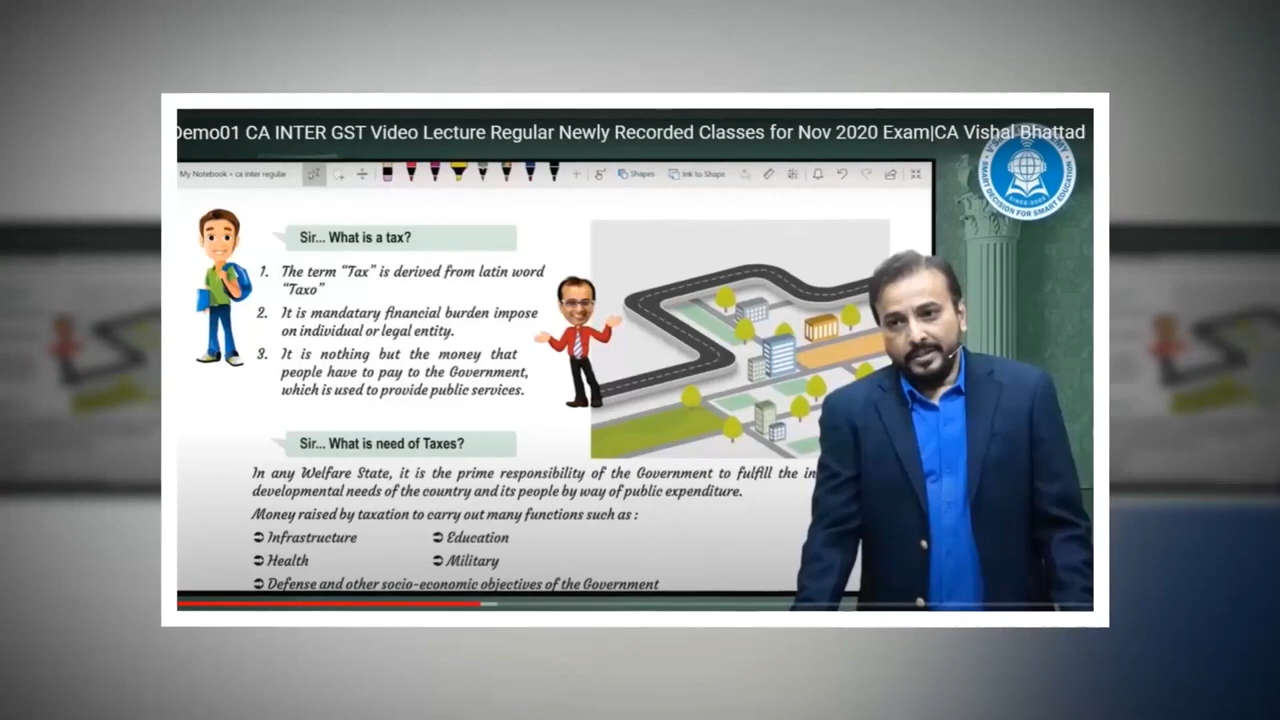 Demo01 CA INTER GST Video Lecture Regular Newly Recorded Classes for Nov 2020 Exam|CA Vishal Bhattad
My Notebook • ca inter regular
Shapes
Ink to Shape
SMART DECISION FOR SMART EDUCATION
SINCE-2005
Sir... What is a tax?
1. The term “Tax” is derived from latin word
“Taxo”
2. It is mandatary financial burden impose
on individual or legal entity.
3. It is nothing but the money that
people have to pay to the Government,
which is used to provide public services.
Sir... What is need of Taxes?
In any Welfare State, it is the prime responsibility of the Government to fulfill the in
developmental needs of the country and its people by way of public expenditure.
Money raised by taxation to carry out many functions such as :
➲ Infrastructure ➲ Education
➲ Health ➲ Military
➲ Defense and other socio-economic objectives of the Government